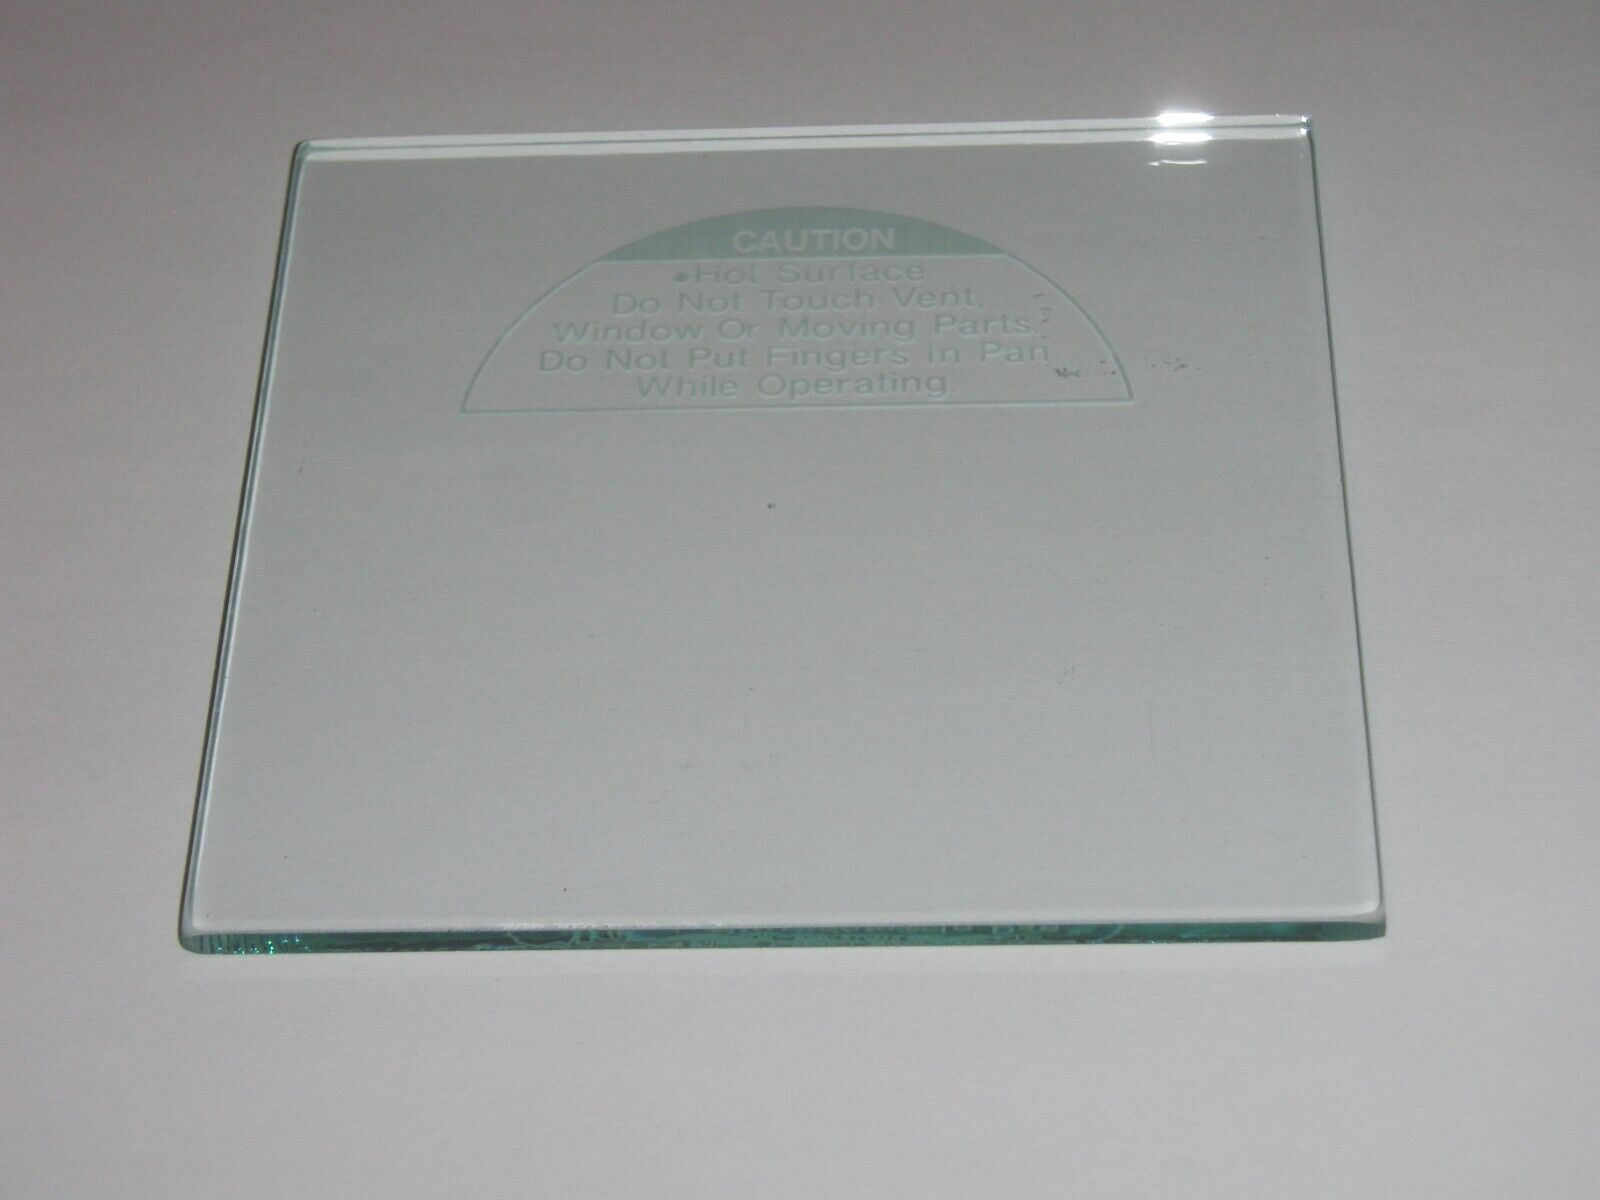 CAUTION
•Hot Surface
Do Not Touch Vent,
Window Or Moving Parts.
Do Not Put Fingers In Pan
While Operating.